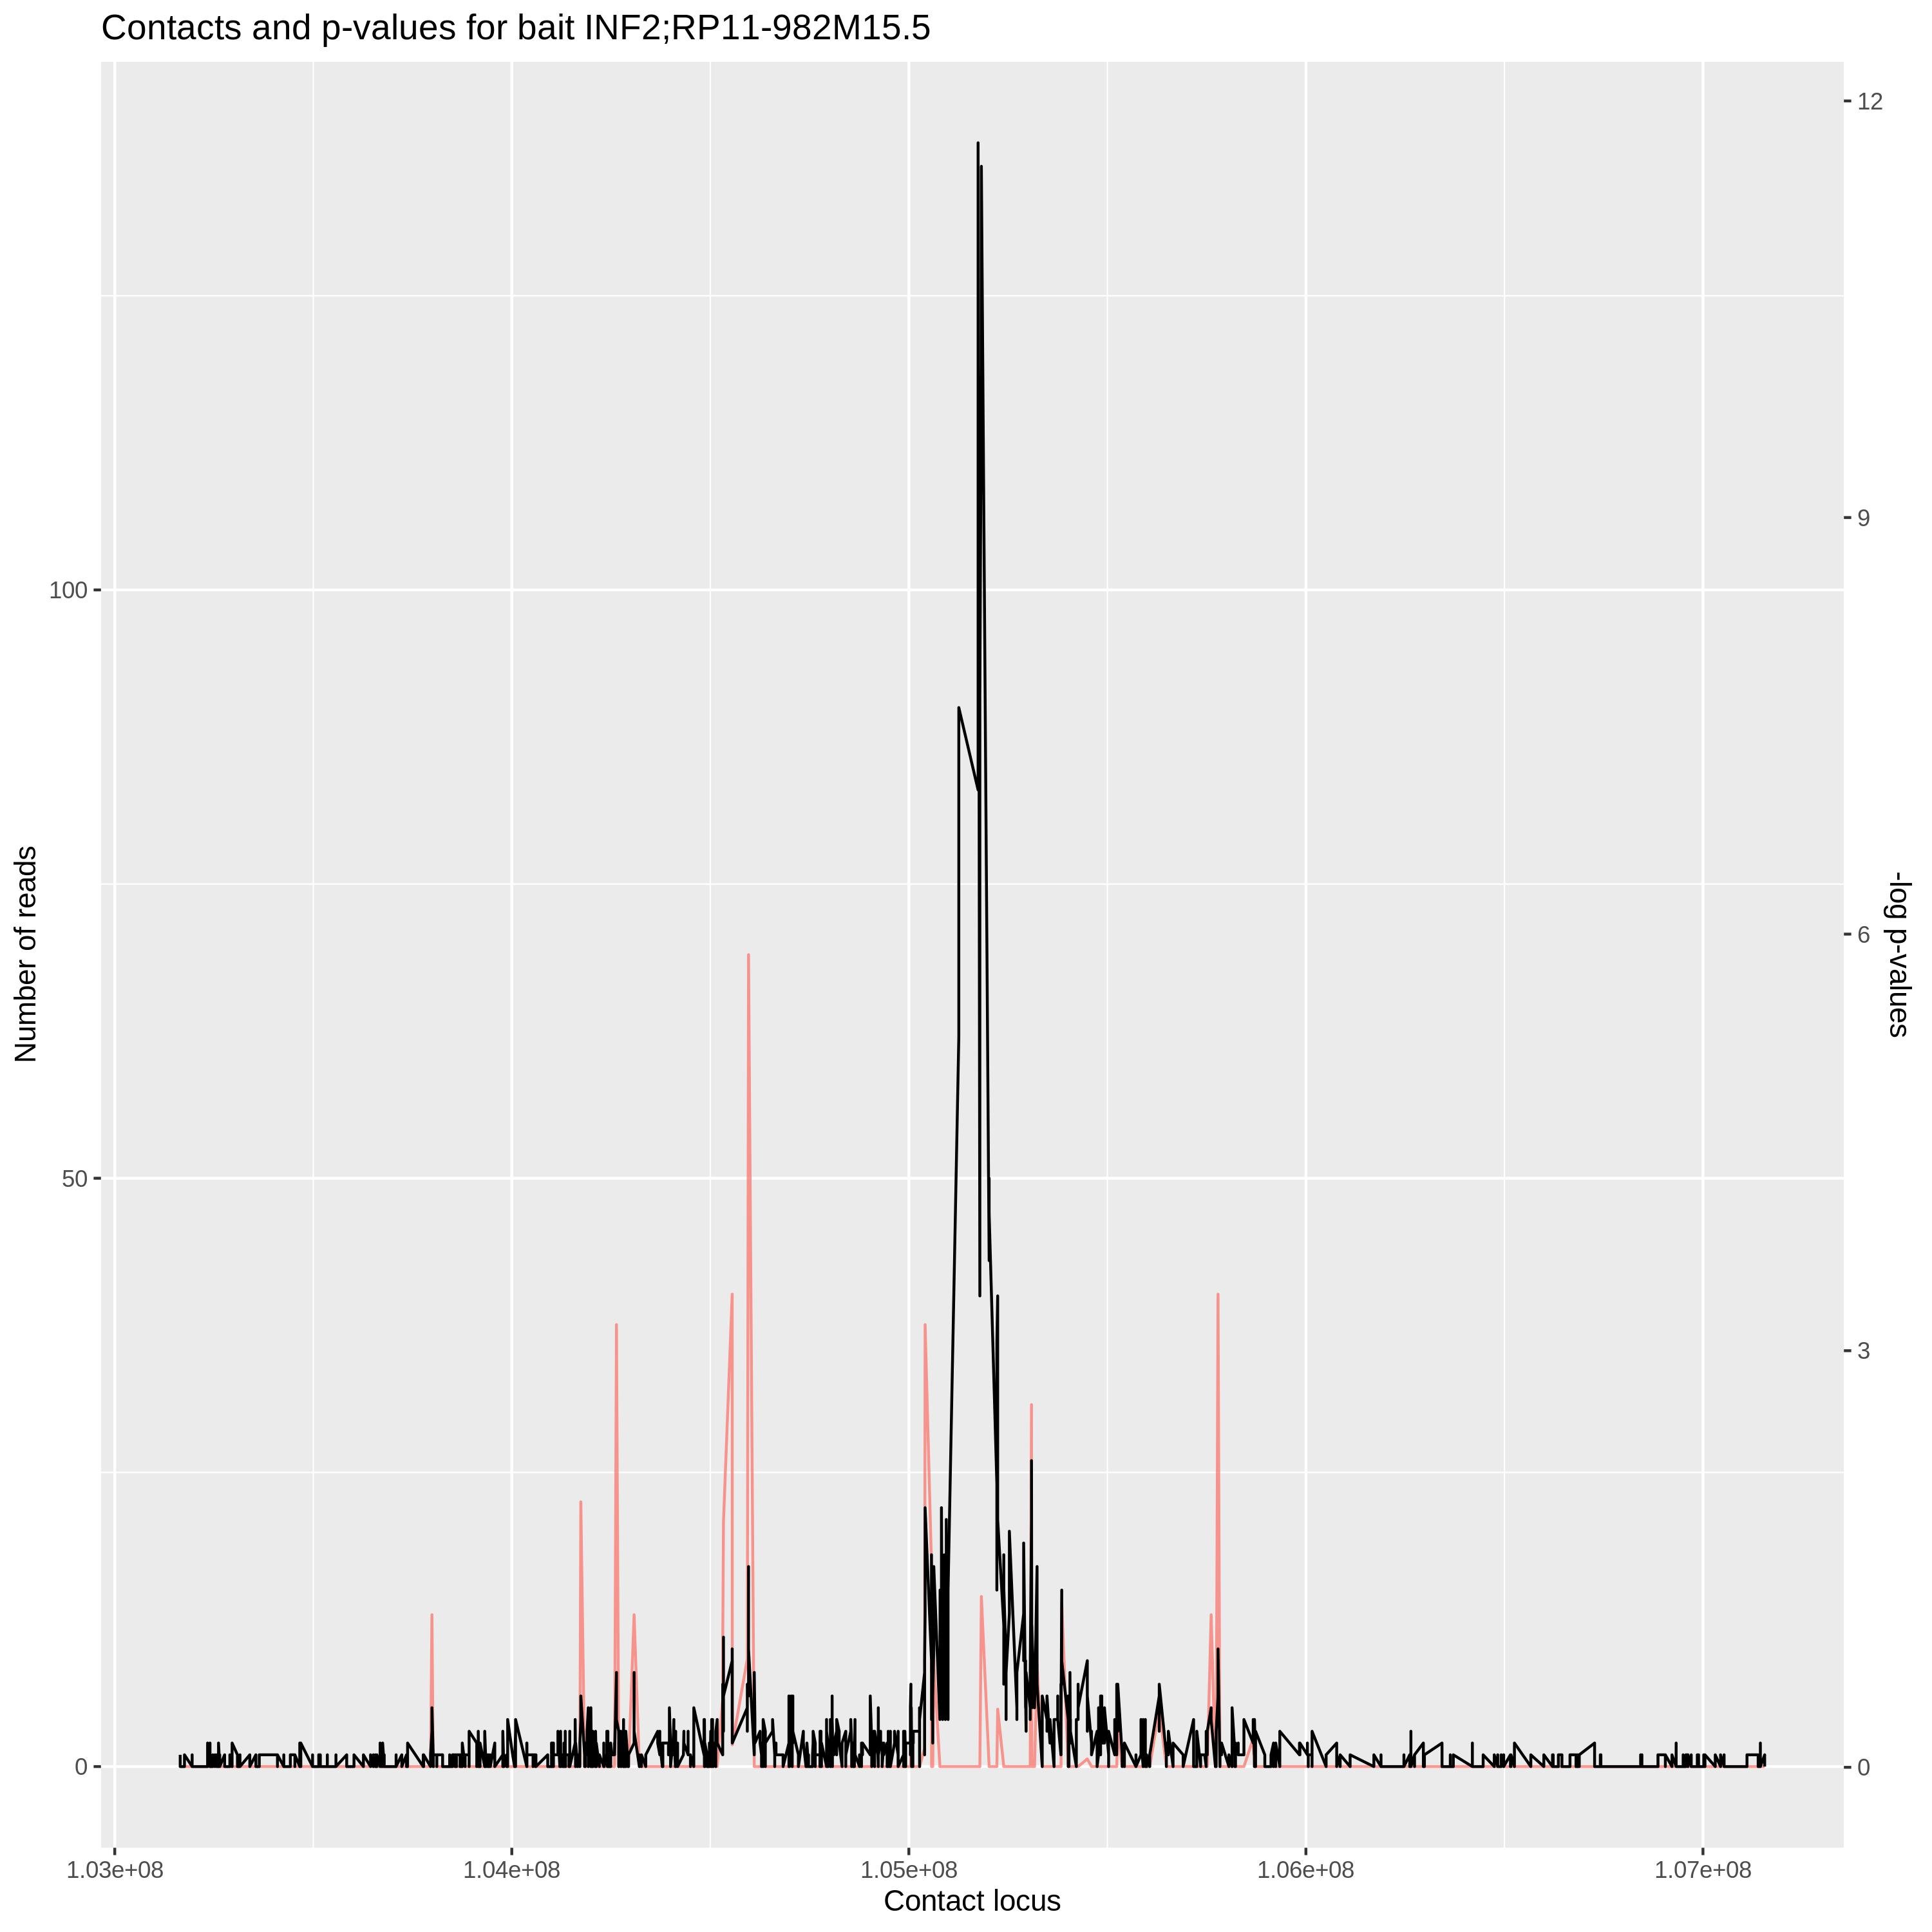 Contacts and p-values for bait INF2;RP11-982M15.5
12
9
6
3
0
100
50
0
Number of reads
-log p-values
1.03e+08
1.04e+08
1.05e+08
1.06e+08
1.07e+08
Contact locus